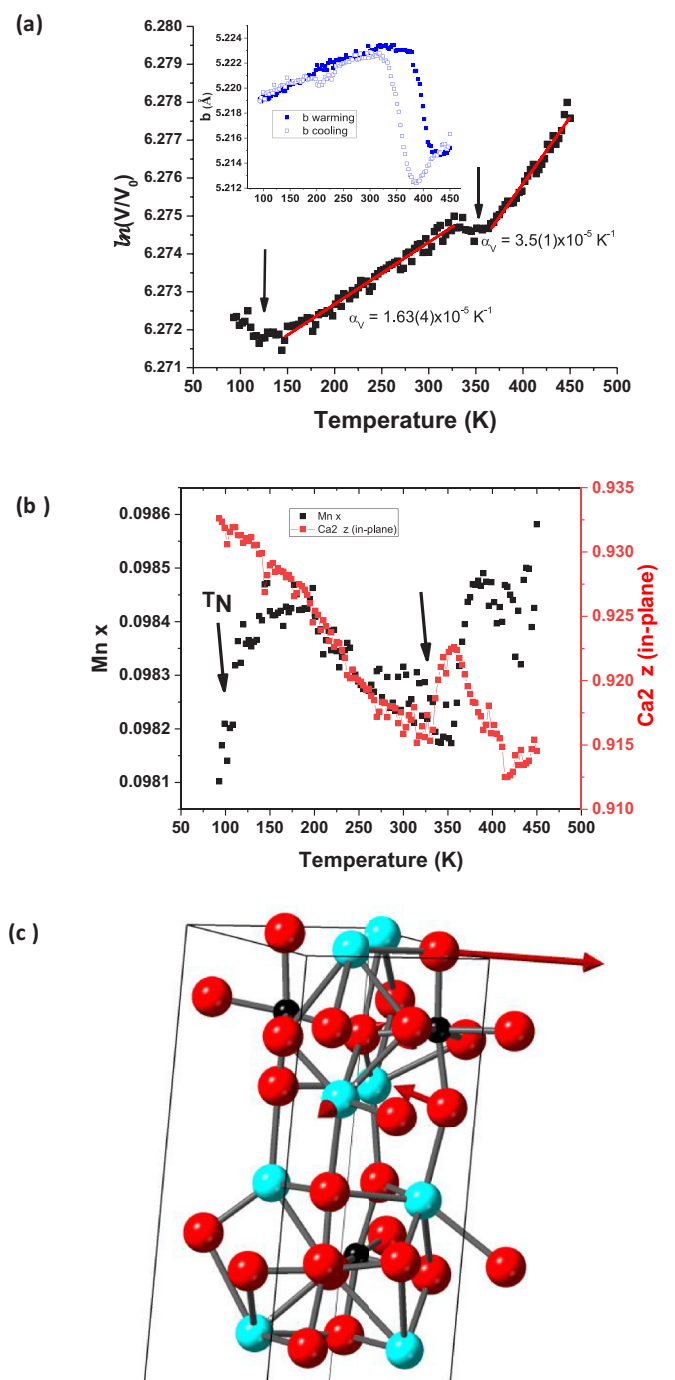 (a)
6.280
6.279
6.278
6.277
6.276
6.275
6.274
6.273
6.272
6.271
ln(V/V0)
5.224
5.222
5.220
5.218
5.216
5.214
5.212
b (Å)
b warming
b cooling
100 150 200 250 300 350 400 450
αV = 3.5(1)x10-5 K-1
αV = 1.63(4)x10-5 K-1
50 100 150 200 250 300 350 400 450 500
Temperature (K)
(b)
0.0986
0.0985
0.0984
0.0983
0.0982
0.0981
Mn x
Mn x
Ca2 z (in-plane)
TN
0.935
0.930
0.925
0.920
0.915
0.910
Ca2 z (in-plane)
50 100 150 200 250 300 350 400 450 500
Temperature (K)
(c )